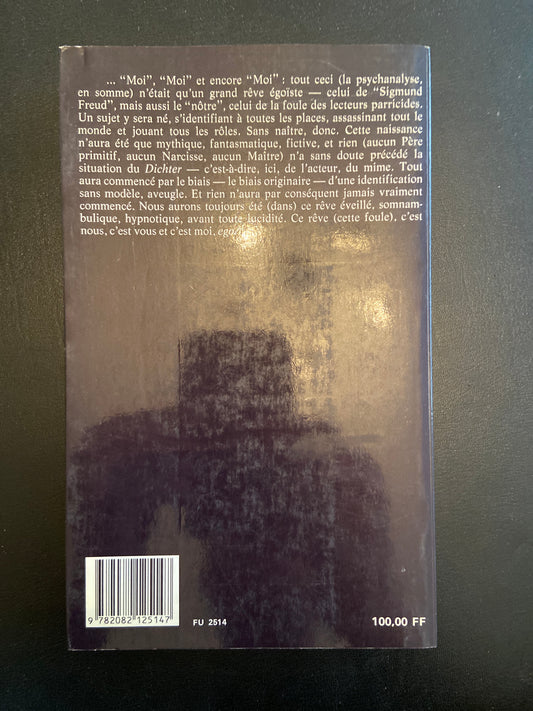 ... “Moi”, “Moi” et encore “Moi” : tout ceci (la psychanalyse,
en somme) n’était qu’un grand rêve égoïste — celui de “Sigmund
Freud”, mais aussi le “nôtre”, celui de la foule des lecteurs parricides.
Un sujet y sera né, s’identifiant à toutes les places, assassinant tout
le monde et jouant tous les rôles. Sans naître, donc. Cette naissance
n’aura été que mythique, fantasmatique, fictive, et rien (aucun Père
primitif, aucun Narcisse, aucun Maître) n’a sans doute précédé la
situation du Dichter — c’est-à-dire, ici, de l’acteur, du mime. Tout
aura commencé par le biais — le biais originaire — d’une identification
sans modèle, aveugle. Et rien n’aura par conséquent jamais vraiment
commencé. Nous aurons toujours été (dans) ce rêve éveillé, somnam-
bulique, hypnotique, avant toute lucidité. Ce rêve (cette foule), c’est
nous, c’est vous et c’est moi,
9 782082 125147
FU 2514
100,00 FF